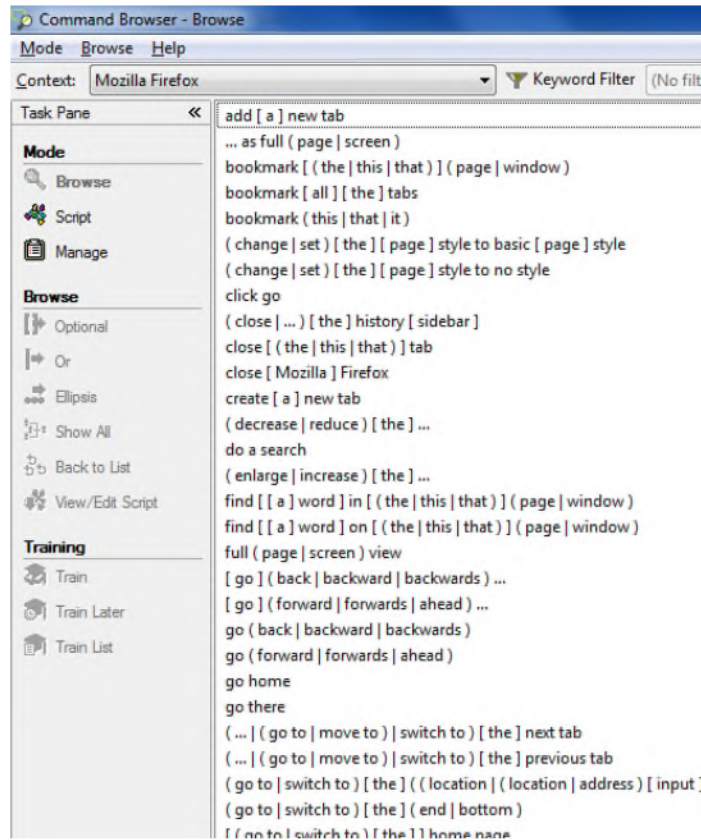 Command Browser - Browse
Mode Browse Help
Context: Mozilla Firefox Keyword Filter (No filt
Task Pane «
Mode
Browse
Script
Manage
Browse
Optional
Or
Ellipsis
Show All
Back to List
View/Edit Script
Training
Train
Train Later
Train List
add [ a ] new tab
... as full ( page | screen )
bookmark [ ( the | this | that ) ] ( page | window )
bookmark [ all ] [ the ] tabs
bookmark ( this | that | it )
( change | set ) [ the ] [ page ] style to basic [ page ] style
( change | set ) [ the ] [ page ] style to no style
click go
( close | ... ) [ the ] history [ sidebar ]
close [ ( the | this | that ) ] tab
close [ Mozilla ] Firefox
create [ a ] new tab
( decrease | reduce ) [ the ] ...
do a search
( enlarge | increase ) [ the ] ...
find [ [ a ] word ] in [ ( the | this | that ) ] ( page | window )
find [ [ a ] word ] on [ ( the | this | that ) ] ( page | window )
full ( page | screen ) view
[ go ] ( back | backward | backwards ) ...
[ go ] ( forward | forwards | ahead ) ...
go ( back | backward | backwards )
go ( forward | forwards | ahead )
go home
go there
( ... | ( go to | move to ) | switch to ) [ the ] next tab
( ... | ( go to | move to ) | switch to ) [ the ] previous tab
( go to | switch to ) [ the ] ( ( location | ( location | address ) [ input ]
( go to | switch to ) [ the ] ( end | bottom )
[ ( go to | switch to ) [ the ] ] home page